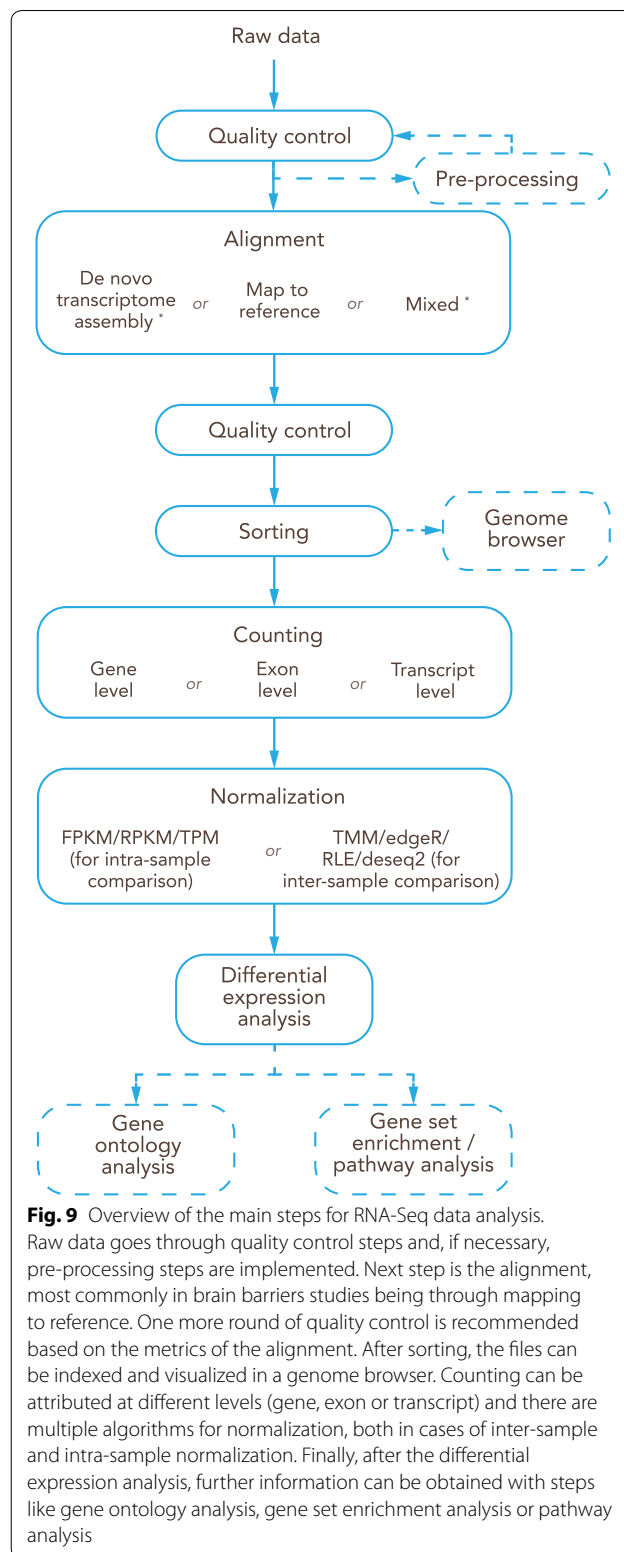 Raw data
Quality control
Pre-processing
Alignment
De novo
transcriptome
assembly *
or
Map to
reference
or
Mixed *
Quality control
Sorting
Genome
browser
Counting
Gene
level
or
Exon
level
or
Transcript
level
Normalization
FPKM/RPKM/TPM
(for intra-sample
comparison)
or
TMM/edgeR/
RLE/deseq2 (for
inter-sample comparison)
Differential
expression
analysis
Gene
ontology
analysis
Gene set
enrichment /
pathway analysis
Fig. 9 Overview of the main steps for RNA-Seq data analysis.
Raw data goes through quality control steps and, if necessary,
pre-processing steps are implemented. Next step is the alignment,
most commonly in brain barriers studies being through mapping
to reference. One more round of quality control is recommended
based on the metrics of the alignment. After sorting, the files can
be indexed and visualized in a genome browser. Counting can be
attributed at different levels (gene, exon or transcript) and there are
multiple algorithms for normalization, both in cases of inter-sample
and intra-sample normalization. Finally, after the differential
expression analysis, further information can be obtained with steps
like gene ontology analysis, gene set enrichment analysis or pathway
analysis